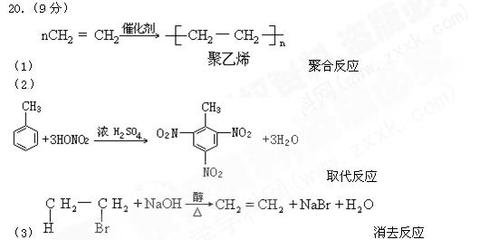 20.（9分）
nCH₂ = CH₂ 催化剂 → -[-CH₂ — CH₂-]-n
聚乙烯
(1) 聚合反应
(2)
CH₃ CH₃
+3HONO₂ 浓 H₂SO₄ → O₂N NO₂ +3H₂O
NO₂
取代反应
CH₂ — CH₂ + NaOH 醇 △ → CH₂ = CH₂ + NaBr + H₂O
(3) H Br 消去反应